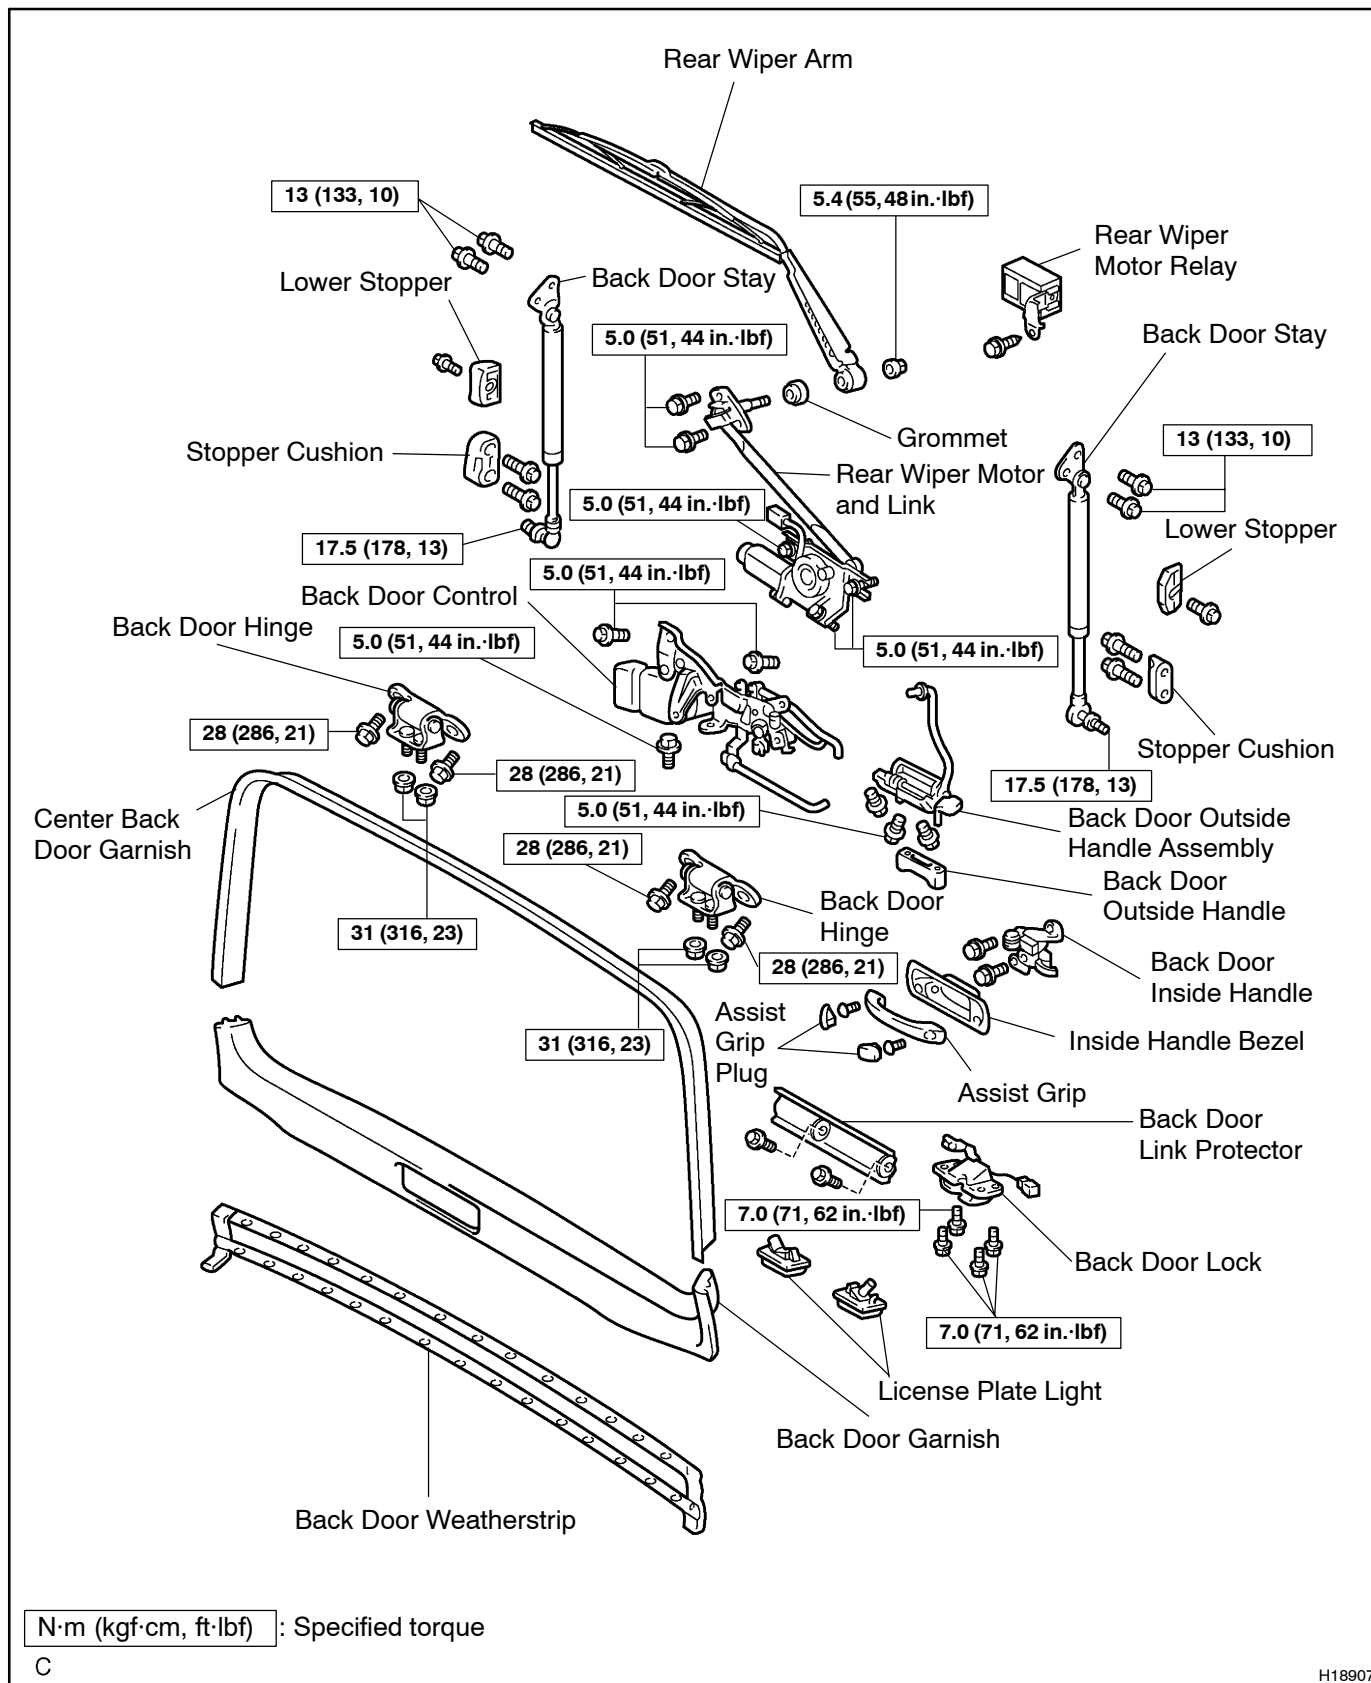 Rear Wiper Arm
13 (133, 10)
5.4 (55, 48 in.·lbf)
Rear Wiper
Motor Relay
Lower Stopper
Back Door Stay
5.0 (51, 44 in.·lbf)
Back Door Stay
Stopper Cushion
Grommet
13 (133, 10)
Rear Wiper Motor
and Link
5.0 (51, 44 in.·lbf)
Lower Stopper
17.5 (178, 13)
5.0 (51, 44 in.·lbf)
Back Door Control
Back Door Hinge
5.0 (51, 44 in.·lbf)
5.0 (51, 44 in.·lbf)
28 (286, 21)
Stopper Cushion
28 (286, 21)
17.5 (178, 13)
5.0 (51, 44 in.·lbf)
Center Back
Door Garnish
Back Door Outside
Handle Assembly
28 (286, 21)
Back Door
Outside Handle
Back Door
Hinge
31 (316, 23)
28 (286, 21)
Back Door
Inside Handle
Assist
Grip
Plug
31 (316, 23)
Inside Handle Bezel
Assist Grip
Back Door
Link Protector
7.0 (71, 62 in.·lbf)
Back Door Lock
7.0 (71, 62 in.·lbf)
License Plate Light
Back Door Garnish
Back Door Weatherstrip
N·m (kgf·cm, ft·lbf) : Specified torque
C
H18907